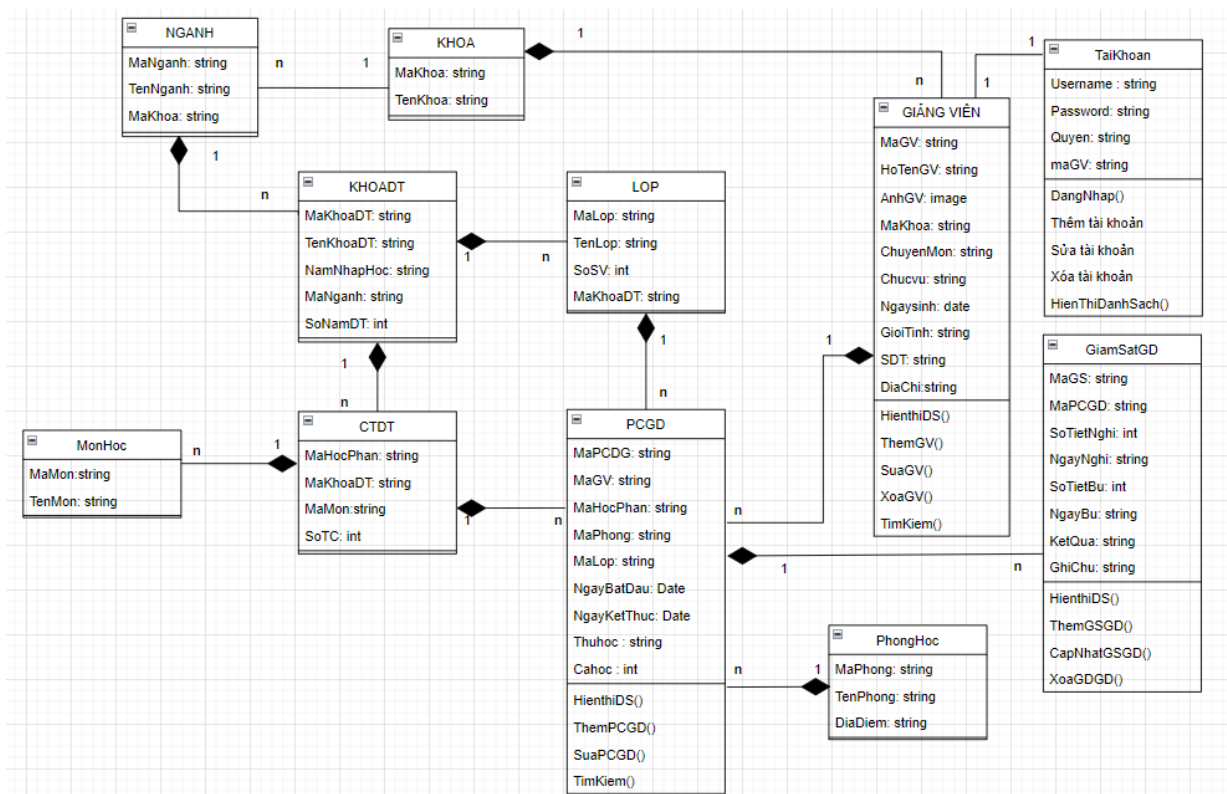 NGANH
MaNganh: string
TenNganh: string
MaKhoa: string
n
1
KHOA
MaKhoa: string
TenKhoa: string
1
n
1
1
TaiKhoan
Username : string
Password: string
Quyen: string
maGV: string
DangNhap()
Thêm tài khoản
Sửa tài khoản
Xóa tài khoản
HienThiDanhSach()
GIẢNG VIÊN
MaGV: string
HoTenGV: string
AnhGV: image
MaKhoa: string
ChuyenMon: string
Chucvu: string
Ngaysinh: date
GioiTinh: string
SDT: string
DiaChi:string
HienthiDS()
ThemGV()
SuaGV()
XoaGV()
TimKiem()
1
n
KHOADT
MaKhoaDT: string
TenKhoaDT: string
NamNhapHoc: string
MaNganh: string
SoNamDT: int
1
n
LOP
MaLop: string
TenLop: string
SoSV: int
MaKhoaDT: string
1
n
1
n
1
n
GiamSatGD
MaGS: string
MaPCGD: string
SoTietNghi: int
NgayNghi: string
SoTietBu: int
NgayBu: string
KetQua: string
GhiChu: string
HienthiDS()
ThemGSGD()
CapNhatGSGD()
XoaGDGD()
MonHoc
MaMon:string
TenMon: string
n
1
CTDT
MaHocPhan: string
MaKhoaDT: string
MaMon:string
SoTC: int
1
n
PCGD
MaPCDG: string
MaGV: string
MaHocPhan: string
MaPhong: string
MaLop: string
NgayBatDau: Date
NgayKetThuc: Date
Thuhoc : string
Cahoc : int
HienthiDS()
ThemPCGD()
SuaPCGD()
TimKiem()
1
n
n
1
PhongHoc
MaPhong: string
TenPhong: string
DiaDiem: string